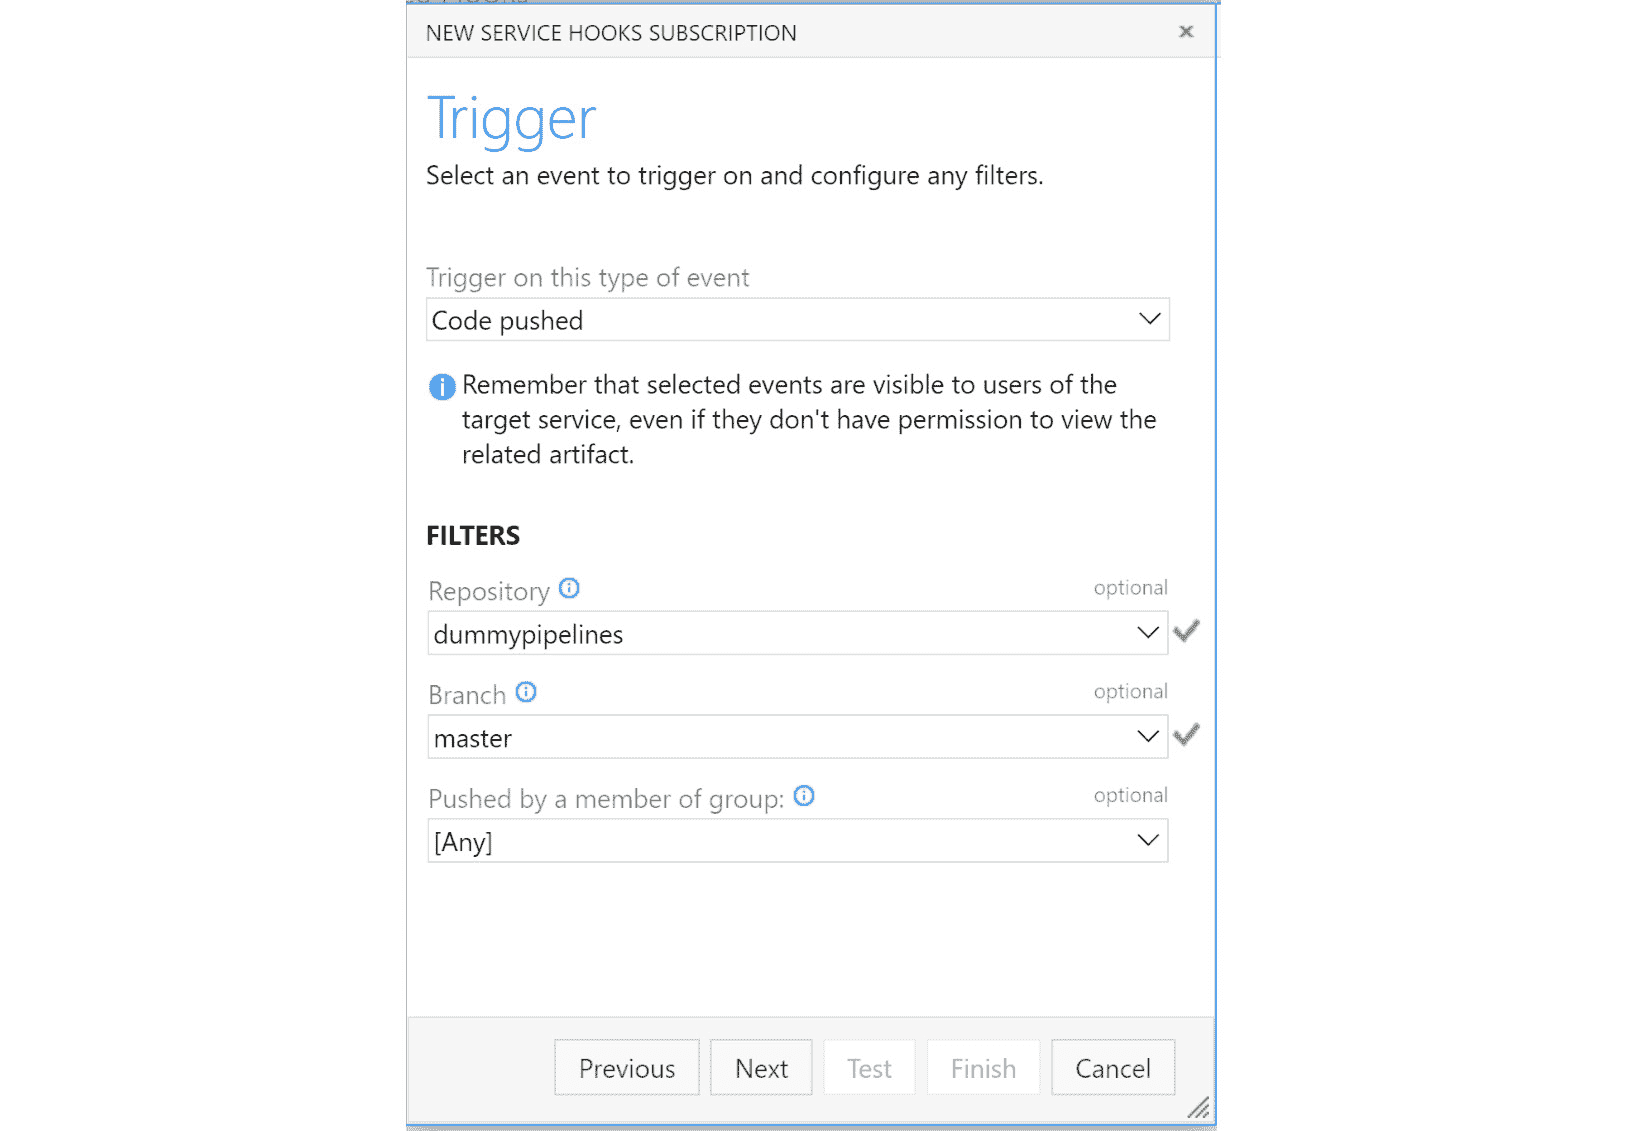 NEW SERVICE HOOKS SUBSCRIPTION
Trigger
Select an event to trigger on and configure any filters.
Trigger on this type of event
Code pushed
Remember that selected events are visible to users of the
target service, even if they don't have permission to view the
related artifact.
FILTERS
Repository
optional
dummypipelines
Branch
optional
master
Pushed by a member of group:
optional
[Any]
Previous
Next
Test
Finish
Cancel